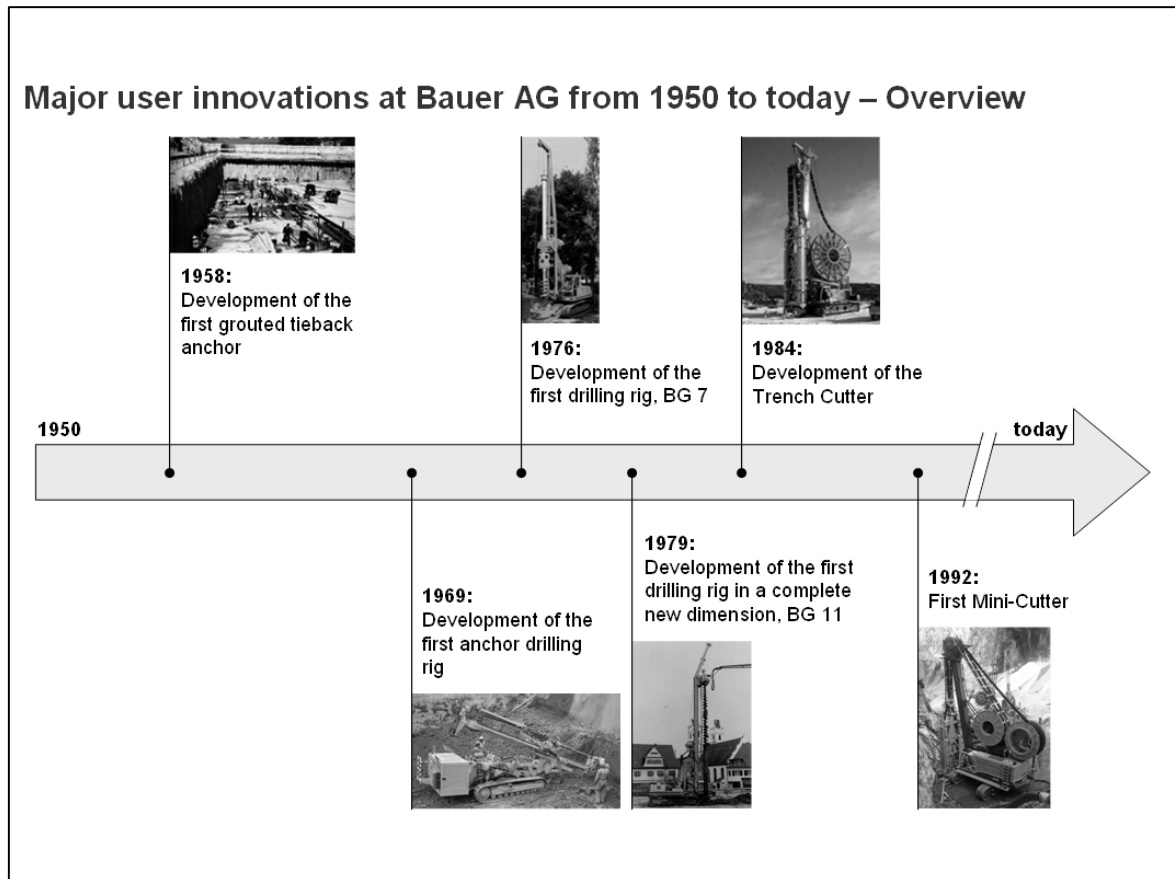 Major user innovations at Bauer AG from 1950 to today – Overview
1958:
Development of the
first grouted tieback
anchor
1976:
Development of the
first drilling rig, BG 7
1984:
Development of the
Trench Cutter
1950
today
1969:
Development of the
first anchor drilling
rig
1979:
Development of the first
drilling rig in a complete
new dimension, BG 11
1992:
First Mini-Cutter